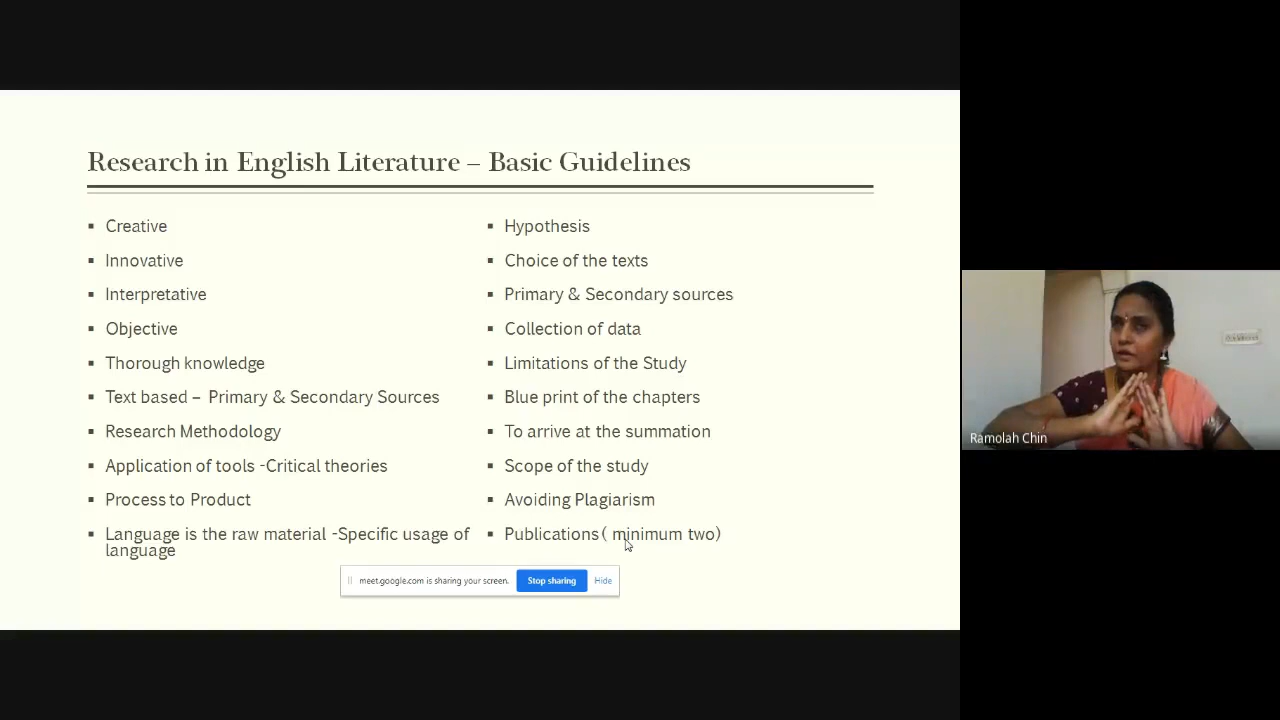 Research in English Literature – Basic Guidelines
▪ Creative
▪ Innovative
▪ Interpretative
▪ Objective
▪ Thorough knowledge
▪ Text based – Primary & Secondary Sources
▪ Research Methodology
▪ Application of tools -Critical theories
▪ Process to Product
▪ Language is the raw material -Specific usage of
language
▪ Hypothesis
▪ Choice of the texts
▪ Primary & Secondary sources
▪ Collection of data
▪ Limitations of the Study
▪ Blue print of the chapters
▪ To arrive at the summation
▪ Scope of the study
▪ Avoiding Plagiarism
▪ Publications ( minimum two)
meet.google.com is sharing your screen.
Stop sharing
Hide
Ramolah Chin